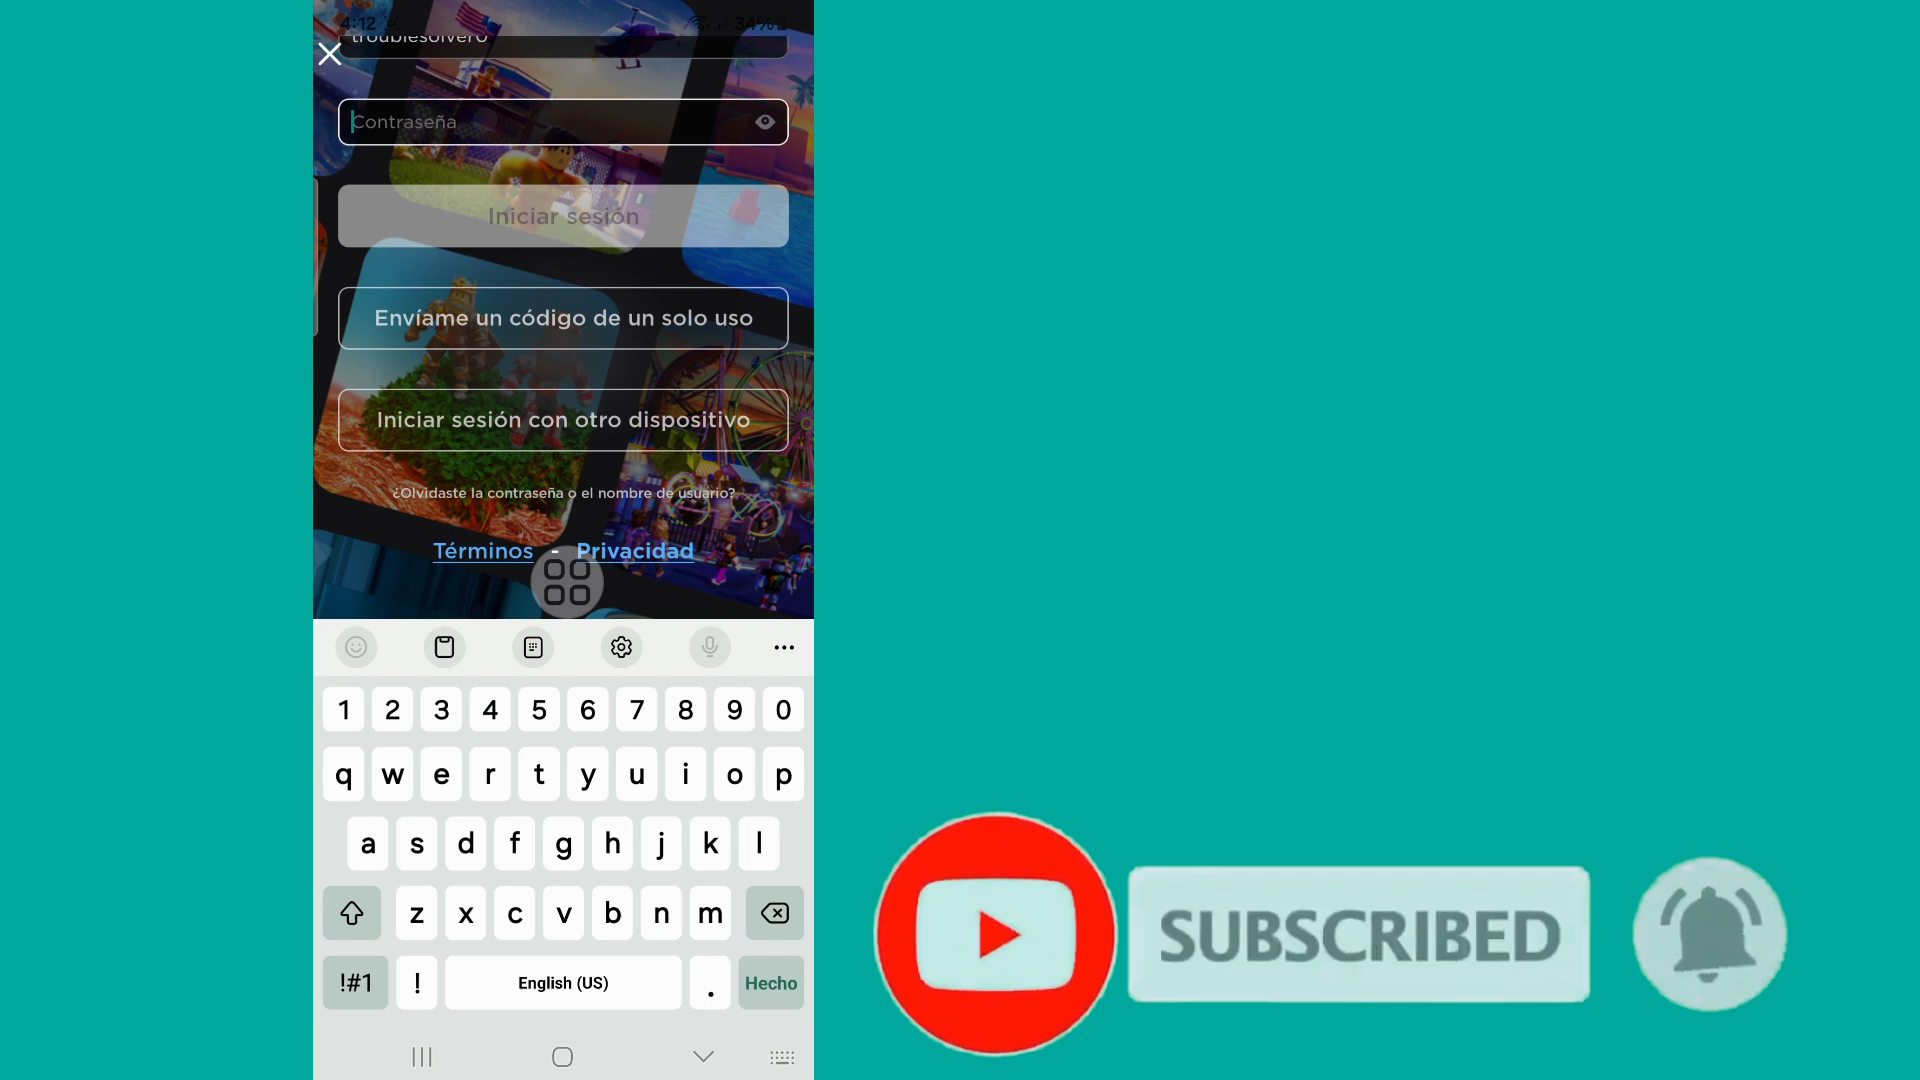 4:12
34%
troublesolver0
Contraseña
Iniciar sesión
Envíame un código de un solo uso
Iniciar sesión con otro dispositivo
¿Olvidaste la contraseña o el nombre de usuario?
Términos - Privacidad
1 2 3 4 5 6 7 8 9 0
q w e r t y u i o p
a s d f g h j k l
z x c v b n m
!#1 ! English (US) . Hecho
SUBSCRIBED